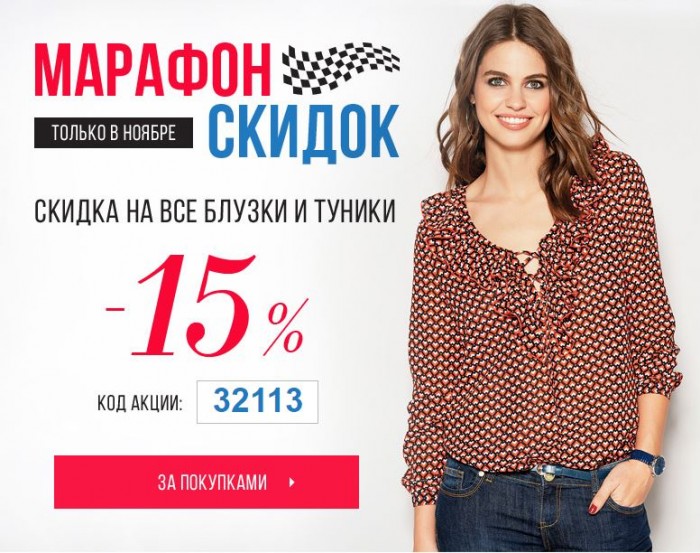 МАРАФОН
ТОЛЬКО В НОЯБРЕ
СКИДОК
СКИДКА НА ВСЕ БЛУЗКИ И ТУНИКИ
-15%
КОД АКЦИИ: 32113
ЗА ПОКУПКАМИ